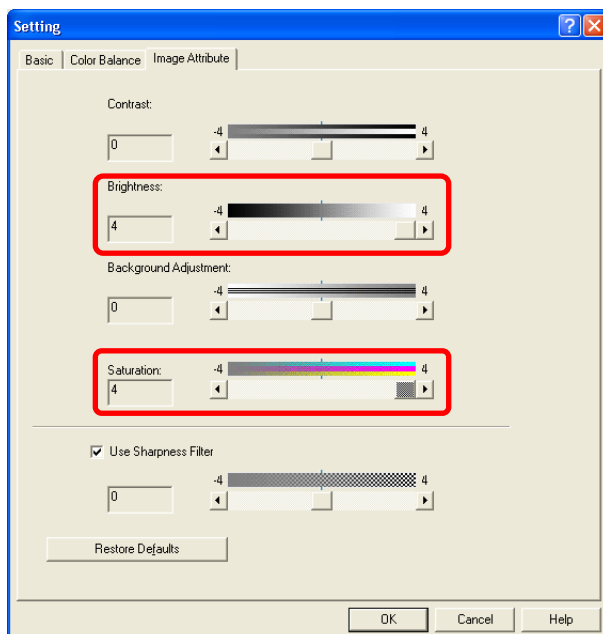 Setting
Basic Color Balance Image Attribute
Contrast:
-4 4
0
Brightness:
-4 4
4
Background Adjustment:
-4 4
0
Saturation:
-4 4
4
Use Sharpness Filter
-4 4
0
Restore Defaults
OK Cancel Help